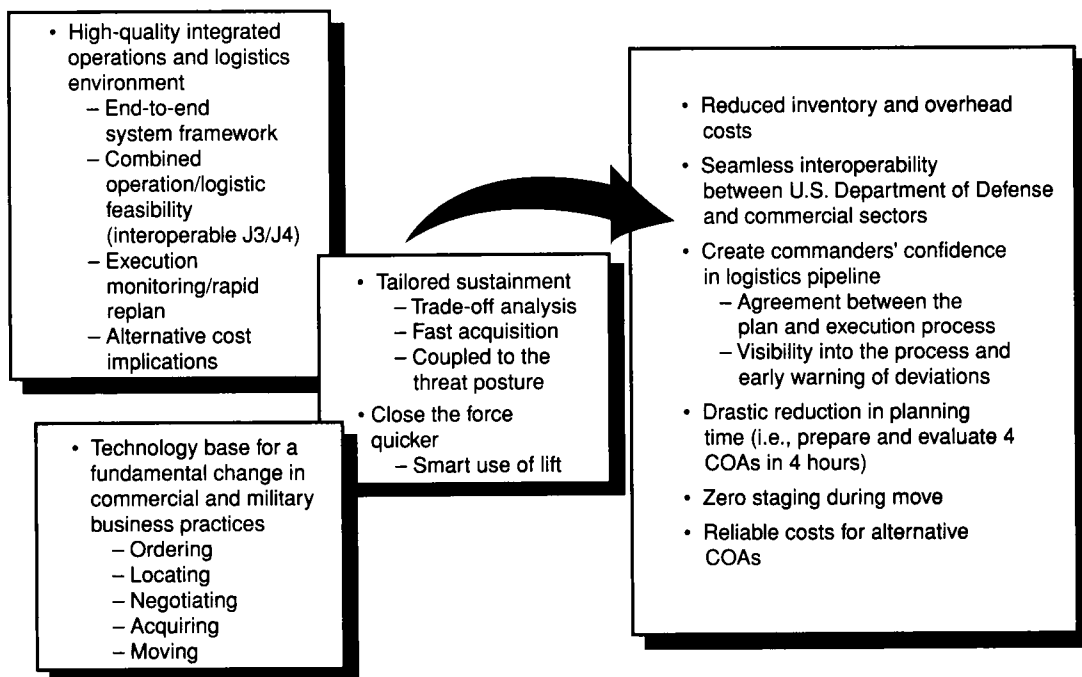 • High-quality integrated
operations and logistics
environment
– End-to-end
system framework
– Combined
operation/logistic
feasibility
(interoperable J3/J4)
– Execution
monitoring/rapid
replan
– Alternative cost
implications
• Technology base for a
fundamental change in
commercial and military
business practices
– Ordering
– Locating
– Negotiating
– Acquiring
– Moving
• Tailored sustainment
– Trade-off analysis
– Fast acquisition
– Coupled to the
threat posture
• Close the force
quicker
– Smart use of lift
• Reduced inventory and overhead
costs
• Seamless interoperability
between U.S. Department of Defense
and commercial sectors
• Create commanders' confidence
in logistics pipeline
– Agreement between the
plan and execution process
– Visibility into the process and
early warning of deviations
• Drastic reduction in planning
time (i.e., prepare and evaluate 4
COAs in 4 hours)
• Zero staging during move
• Reliable costs for alternative
COAs